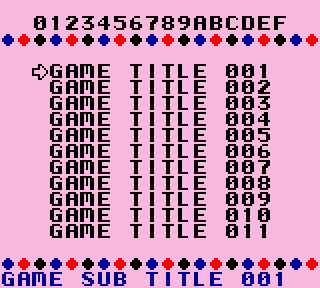 0123456789ABCDEF
GAME TITLE 001
GAME TITLE 002
GAME TITLE 003
GAME TITLE 004
GAME TITLE 005
GAME TITLE 006
GAME TITLE 007
GAME TITLE 008
GAME TITLE 009
GAME TITLE 010
GAME TITLE 011
GAME SUB TITLE 001